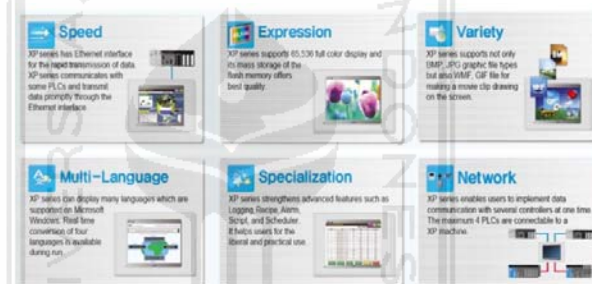 Speed
XP series has Ethernet interface
for the rapid transmission of data.
XP series communicates with
some PLCs and transmit
data promptly through the
Ethernet interface.
Expression
XP series supports 65,536 full color display and
its mass storage of the
flash memory offers
best quality.
Variety
XP series supports not only
BMP, JPG graphic file types
but also WMF, GIF file for
making a movie clip drawing
on the screen.
Multi-Language
XP series can display many languages which are
supported on Microsoft
Windows. Real time
conversion of four
languages is available
during run.
Specialization
XP series strengthens advanced features such as
Logging, Recipe, Alarm,
Script, and Scheduler.
It helps users for the
liberal and practical use.
Network
XP series enables users to implement data
communication with several controllers at one time.
The maximum 4 PLCs are connectable to a
XP machine.